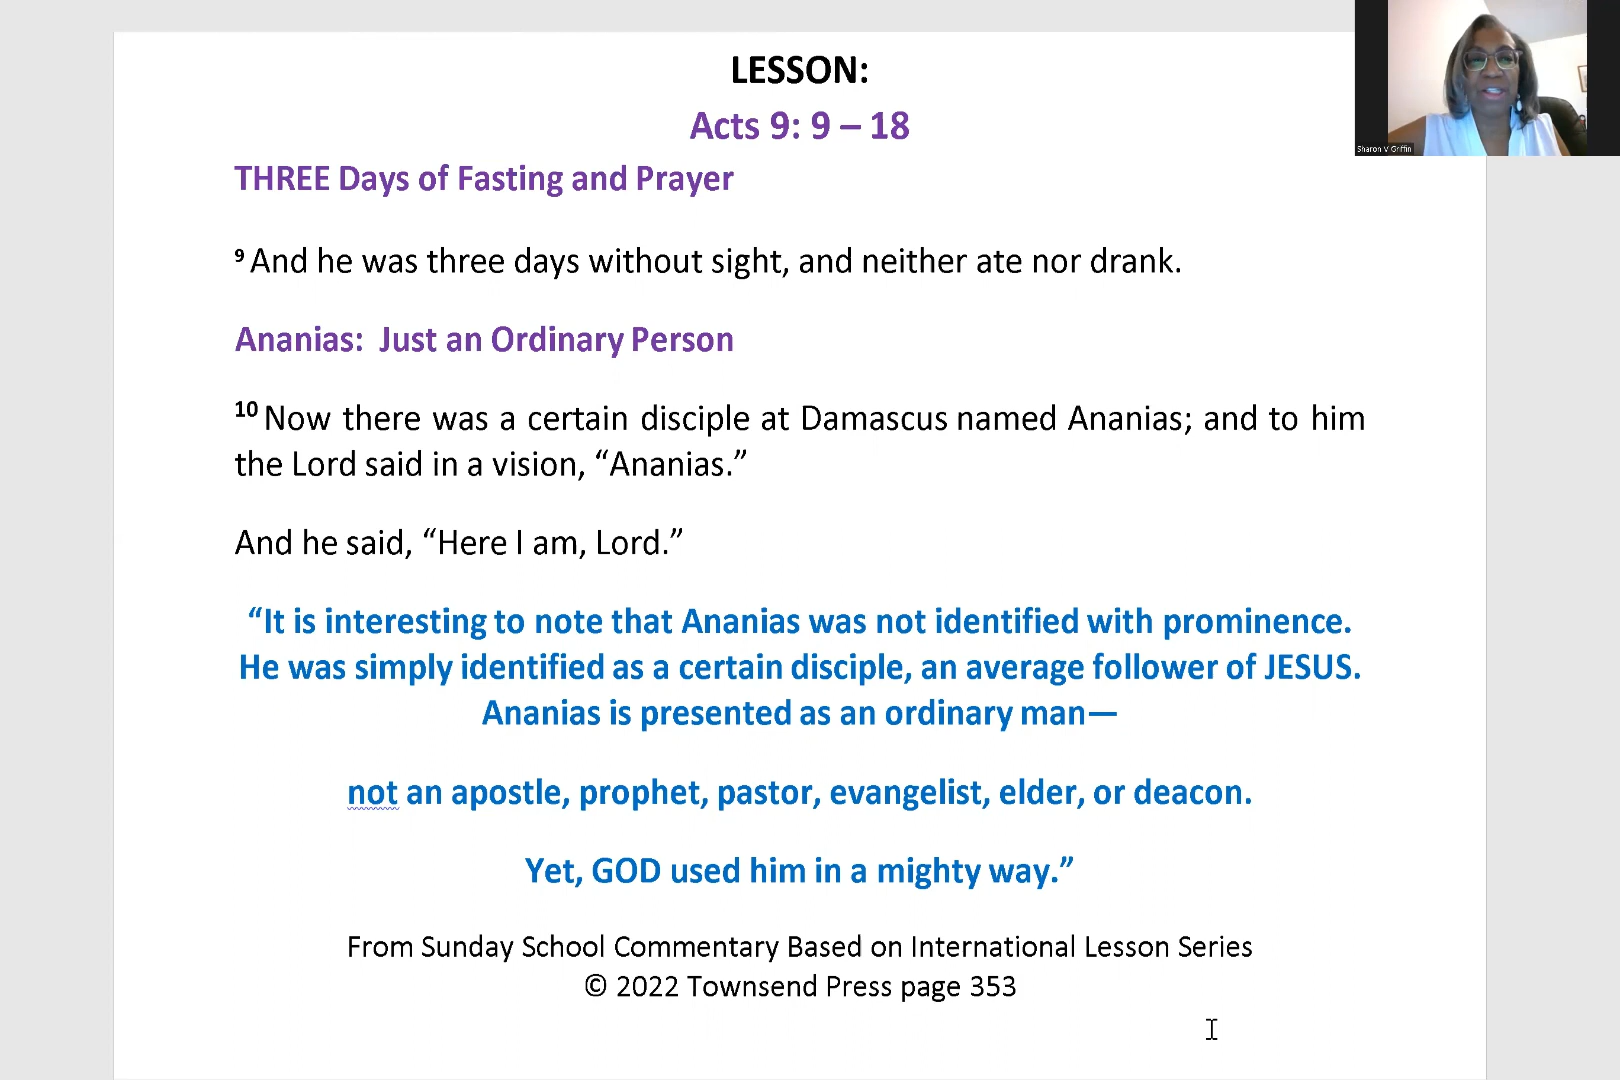 LESSON:
Acts 9: 9 – 18
THREE Days of Fasting and Prayer
9 And he was three days without sight, and neither ate nor drank.
Ananias:  Just an Ordinary Person
10 Now there was a certain disciple at Damascus named Ananias; and to him
the Lord said in a vision, “Ananias.”
And he said, “Here I am, Lord.”
“It is interesting to note that Ananias was not identified with prominence.
He was simply identified as a certain disciple, an average follower of JESUS.
Ananias is presented as an ordinary man—
not an apostle, prophet, pastor, evangelist, elder, or deacon.
Yet, GOD used him in a mighty way.”
From Sunday School Commentary Based on International Lesson Series
© 2022 Townsend Press page 353
Sharon V Griffin